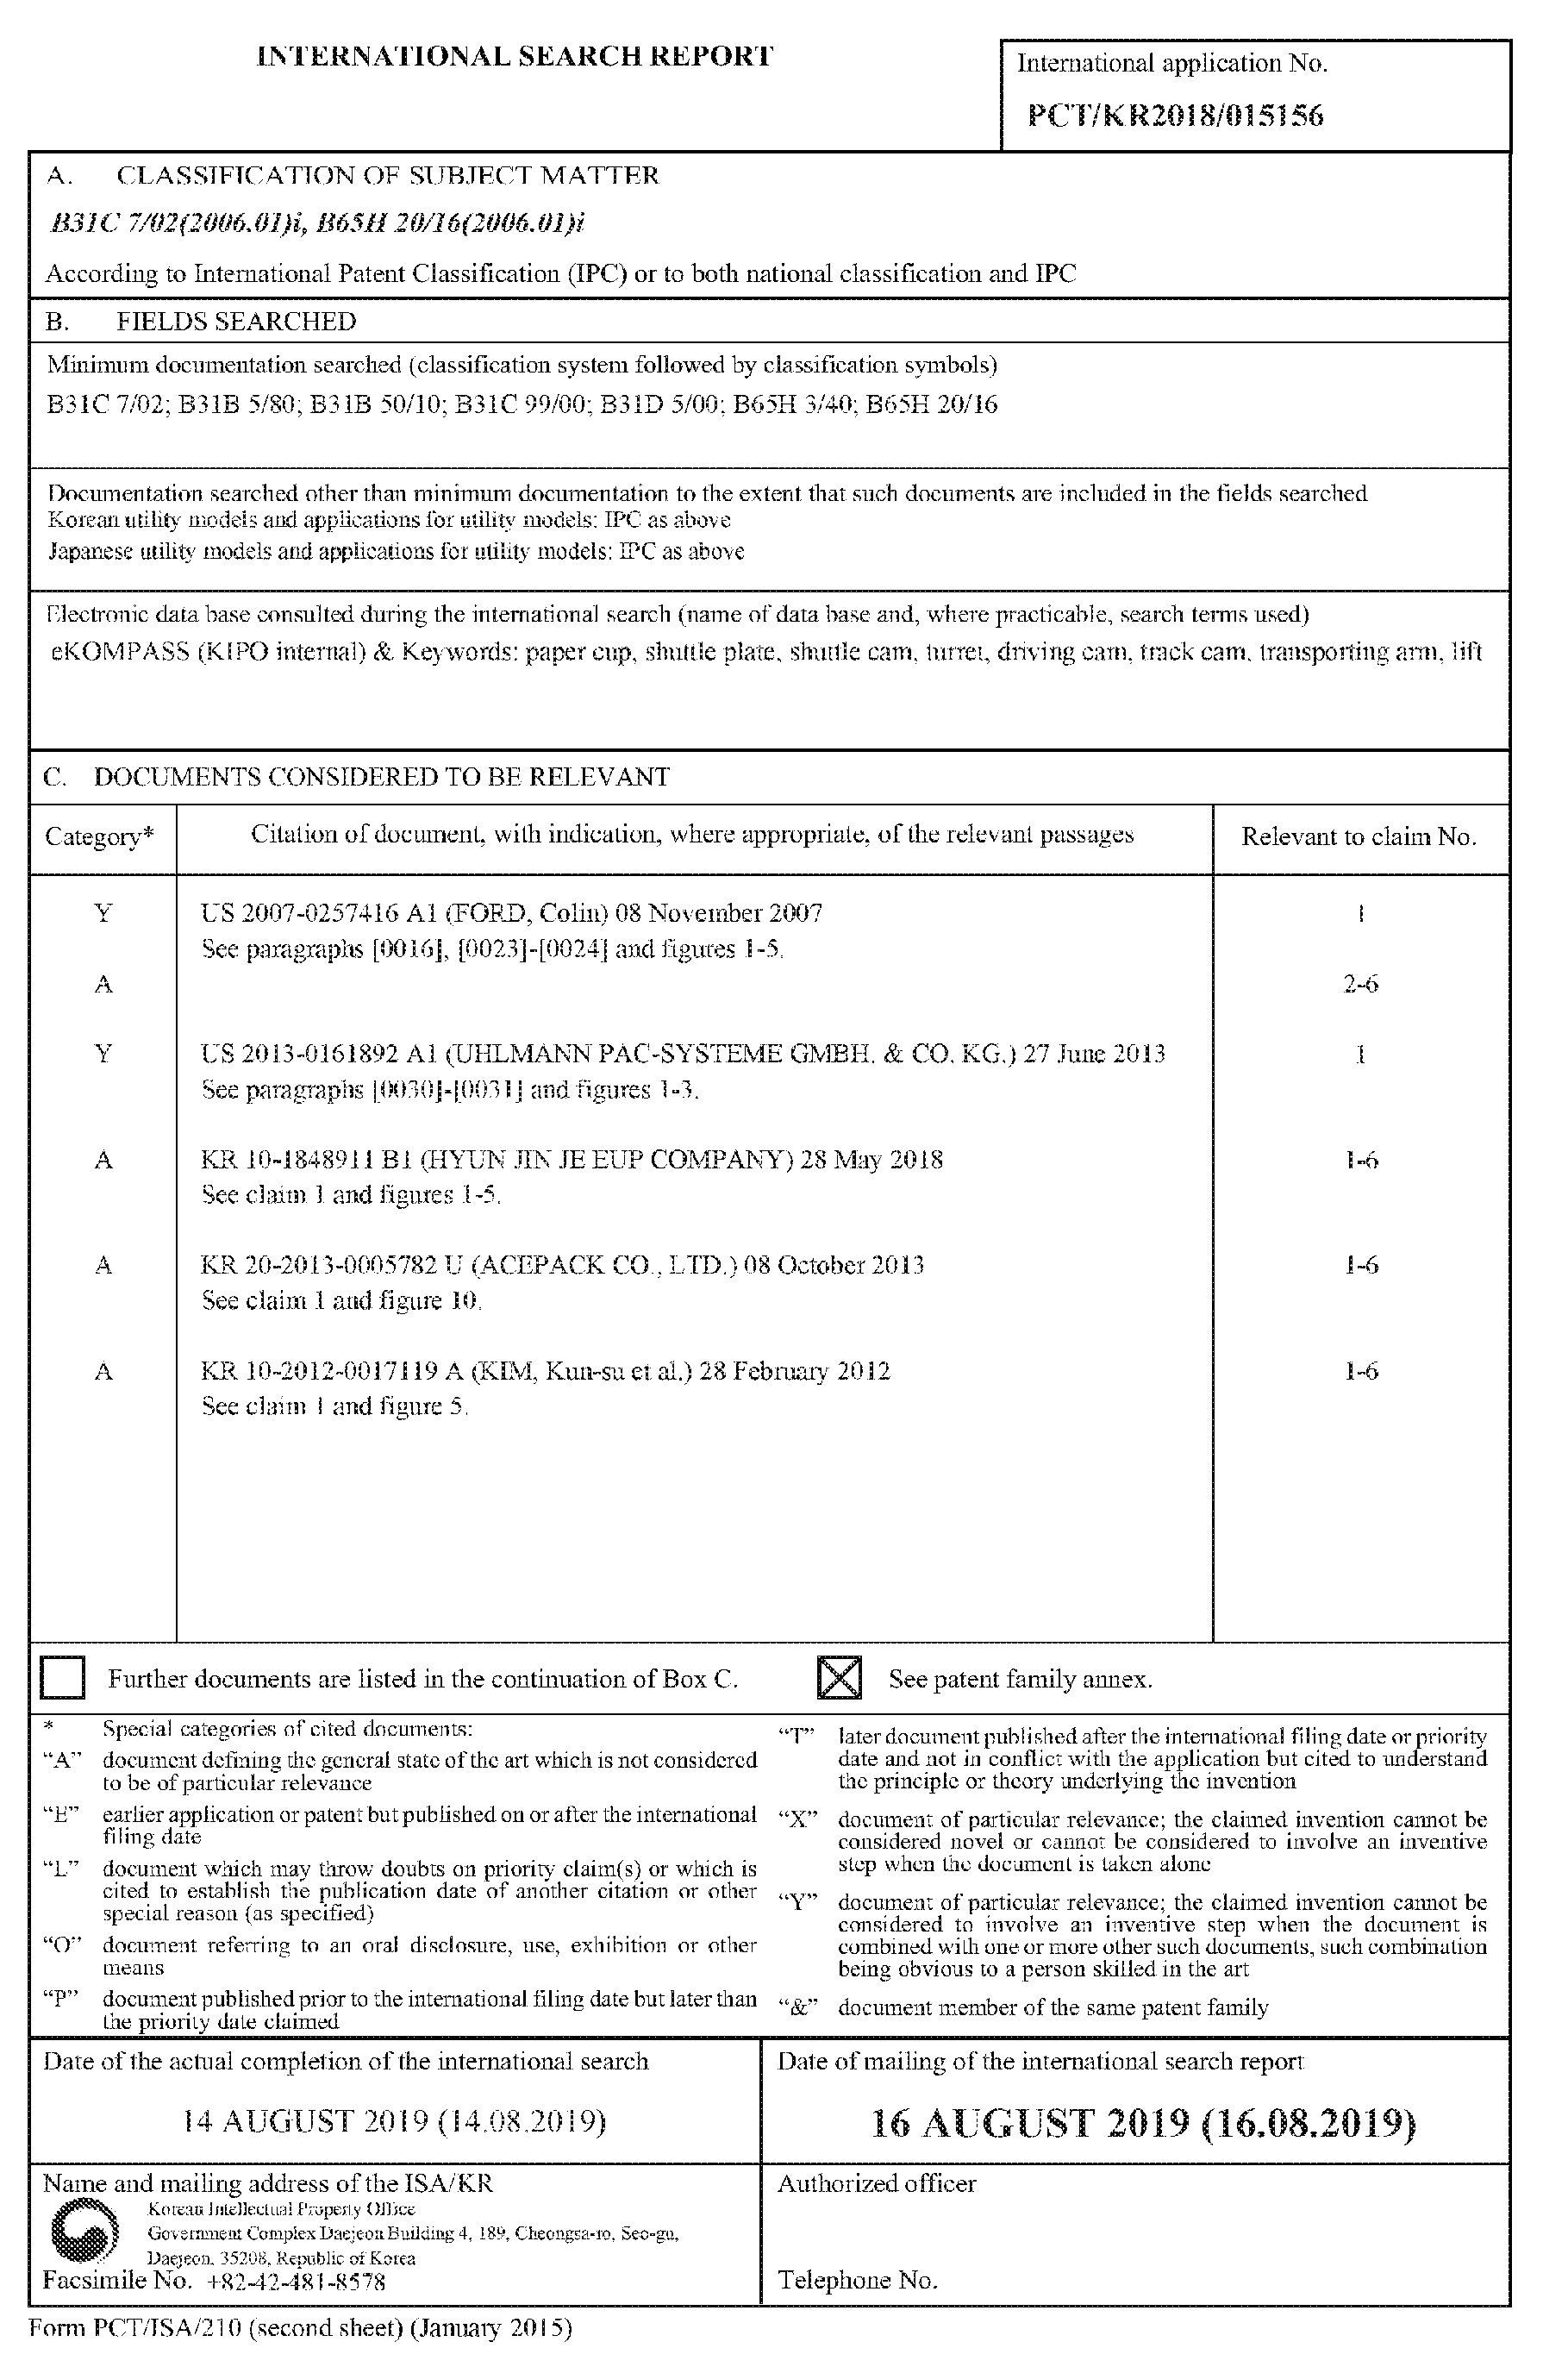 INTERNATIONAL SEARCH REPORT
International application No.
PCT/KR2018/015156
A. CLASSIFICATION OF SUBJECT MATTER
B31C 7/02(2006.01)i, B65H 20/16(2006.01)i
According to International Patent Classification (IPC) or to both national classification and IPC
B. FIELDS SEARCHED
Minimum documentation searched (classification system followed by classification symbols)
B31C 7/02; B31B 5/80; B31B 50/10; B31C 99/00; B31D 5/00; B65H 3/40; B65H 20/16
Documentation searched other than minimum documentation to the extent that such documents are included in the fields searched
Korean utility models and applications for utility models: IPC as above
Japanese utility models and applications for utility models: IPC as above
Electronic data base consulted during the international search (name of data base and, where practicable, search terms used)
eKOMPASS (KIPO internal) & Keywords: paper cup, shuttle plate, shuttle cam, turret, driving cam, track cam, transporting arm, lift
C. DOCUMENTS CONSIDERED TO BE RELEVANT
Category* Citation of document, with indication, where appropriate, of the relevant passages Relevant to claim No.
Y US 2007-0257416 A1 (FORD, Colin) 08 November 2007 1
See paragraphs [0016], [0023]-[0024] and figures 1-5.
A 2-6
Y US 2013-0161892 A1 (UHLMANN PAC-SYSTEME GMBH. & CO. KG.) 27 June 2013 1
See paragraphs [0030]-[0031] and figures 1-3.
A KR 10-1848911 B1 (HYUN JIN JE EUP COMPANY) 28 May 2018 1-6
See claim 1 and figures 1-5.
A KR 20-2013-0005782 U (ACEPACK CO., LTD.) 08 October 2013 1-6
See claim 1 and figure 10.
A KR 10-2012-0017119 A (KIM, Kun-su et al.) 28 February 2012 1-6
See claim 1 and figure 5.
Further documents are listed in the continuation of Box C. See patent family annex.
* Special categories of cited documents:
"A" document defining the general state of the art which is not considered
to be of particular relevance
"E" earlier application or patent but published on or after the international
filing date
"L" document which may throw doubts on priority claim(s) or which is
cited to establish the publication date of another citation or other
special reason (as specified)
"O" document referring to an oral disclosure, use, exhibition or other
means
"P" document published prior to the international filing date but later than
the priority date claimed
"T" later document published after the international filing date or priority
date and not in conflict with the application but cited to understand
the principle or theory underlying the invention
"X" document of particular relevance; the claimed invention cannot be
considered novel or cannot be considered to involve an inventive
step when the document is taken alone
"Y" document of particular relevance; the claimed invention cannot be
considered to involve an inventive step when the document is
combined with one or more other such documents, such combination
being obvious to a person skilled in the art
"&" document member of the same patent family
Date of the actual completion of the international search
14 AUGUST 2019 (14.08.2019)
Date of mailing of the international search report
16 AUGUST 2019 (16.08.2019)
Name and mailing address of the ISA/KR
Korean Intellectual Property Office
Government Complex Daejeon Building 4, 189, Cheongsa-ro, Seo-gu,
Daejeon, 35208, Republic of Korea
Facsimile No. +82-42-481-8578
Authorized officer
Telephone No.
Form PCT/ISA/210 (second sheet) (January 2015)